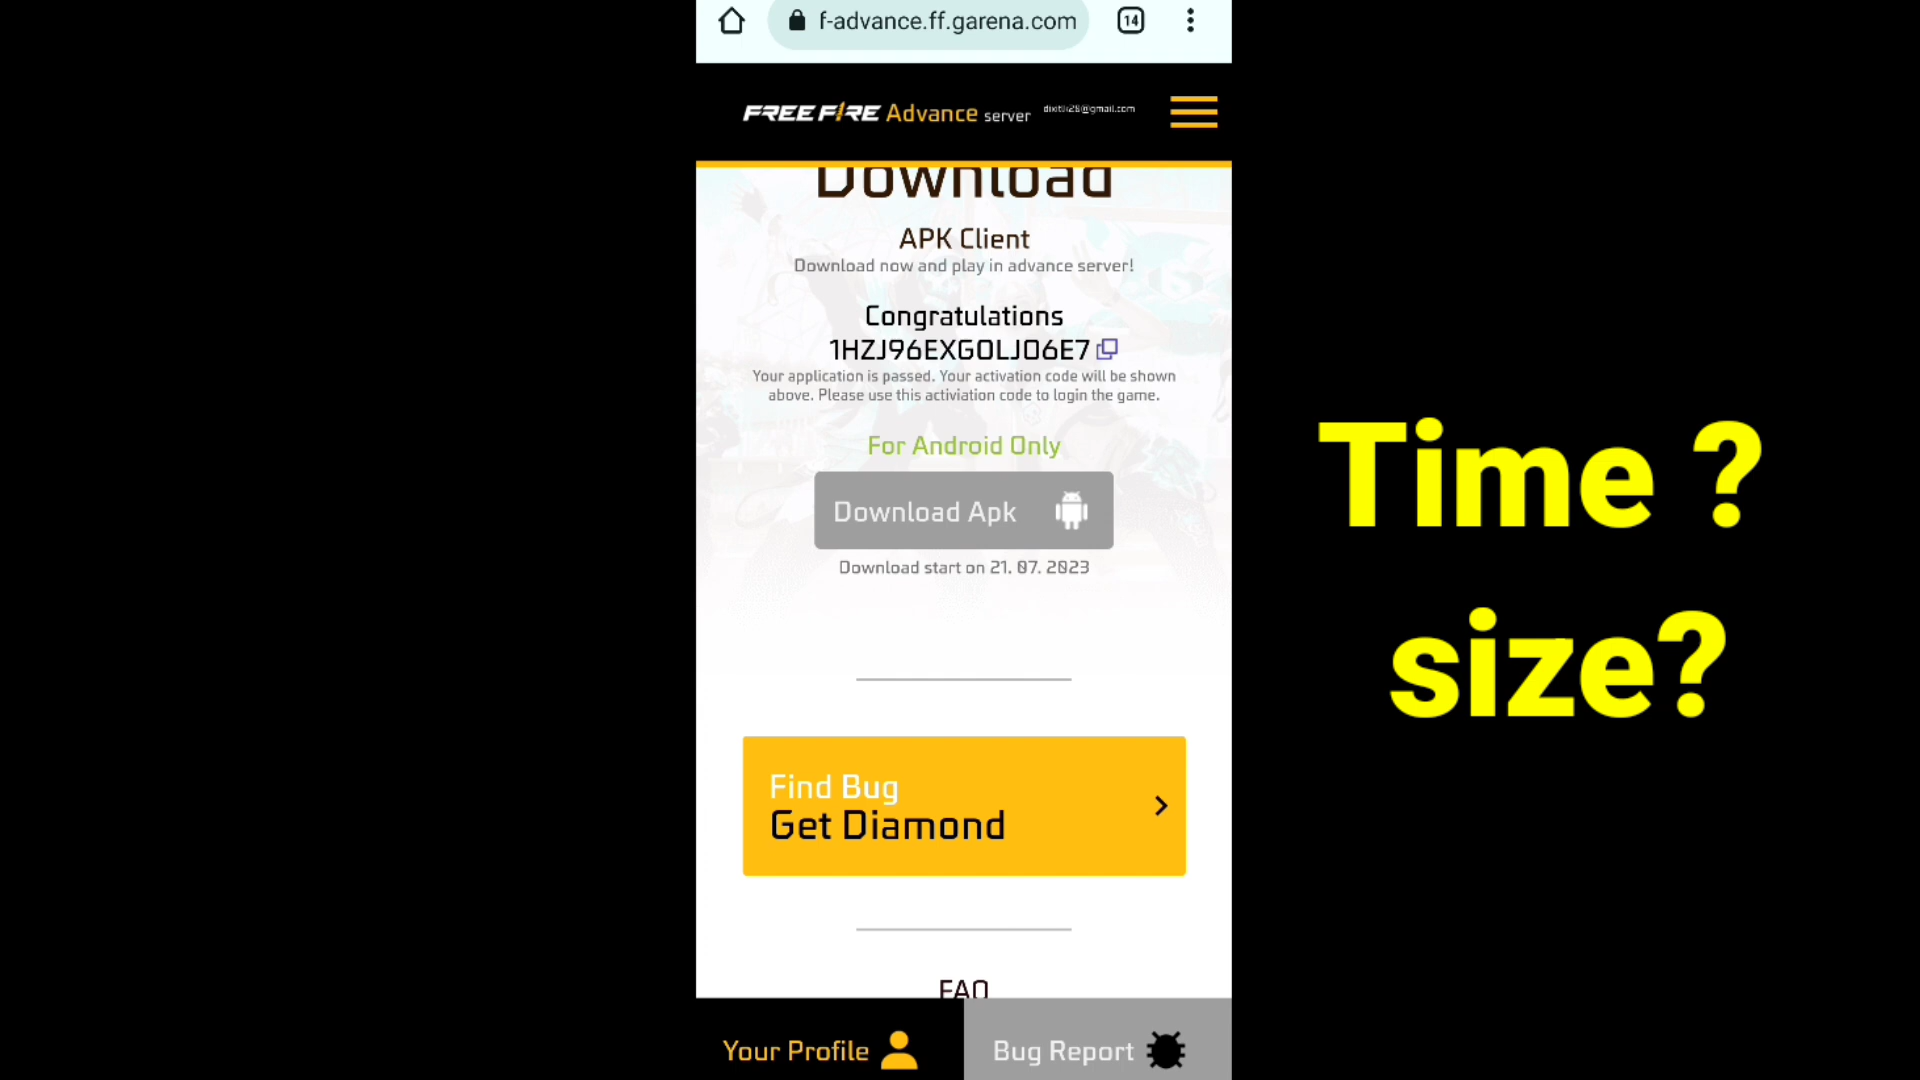 f-advance.ff.garena.com
14
FREE FIRE Advance server
Download
APK Client
Download now and play in advance server!
Congratulations
1HZJ96EXGOLJO6E7
Your application is passed. Your activation code will be shown
above. Please use this activiation code to login the game.
For Android Only
Download Apk
Download start on 21. 07. 2023
Find Bug
Get Diamond
FAQ
Your Profile
Bug Report
Time ?
size?